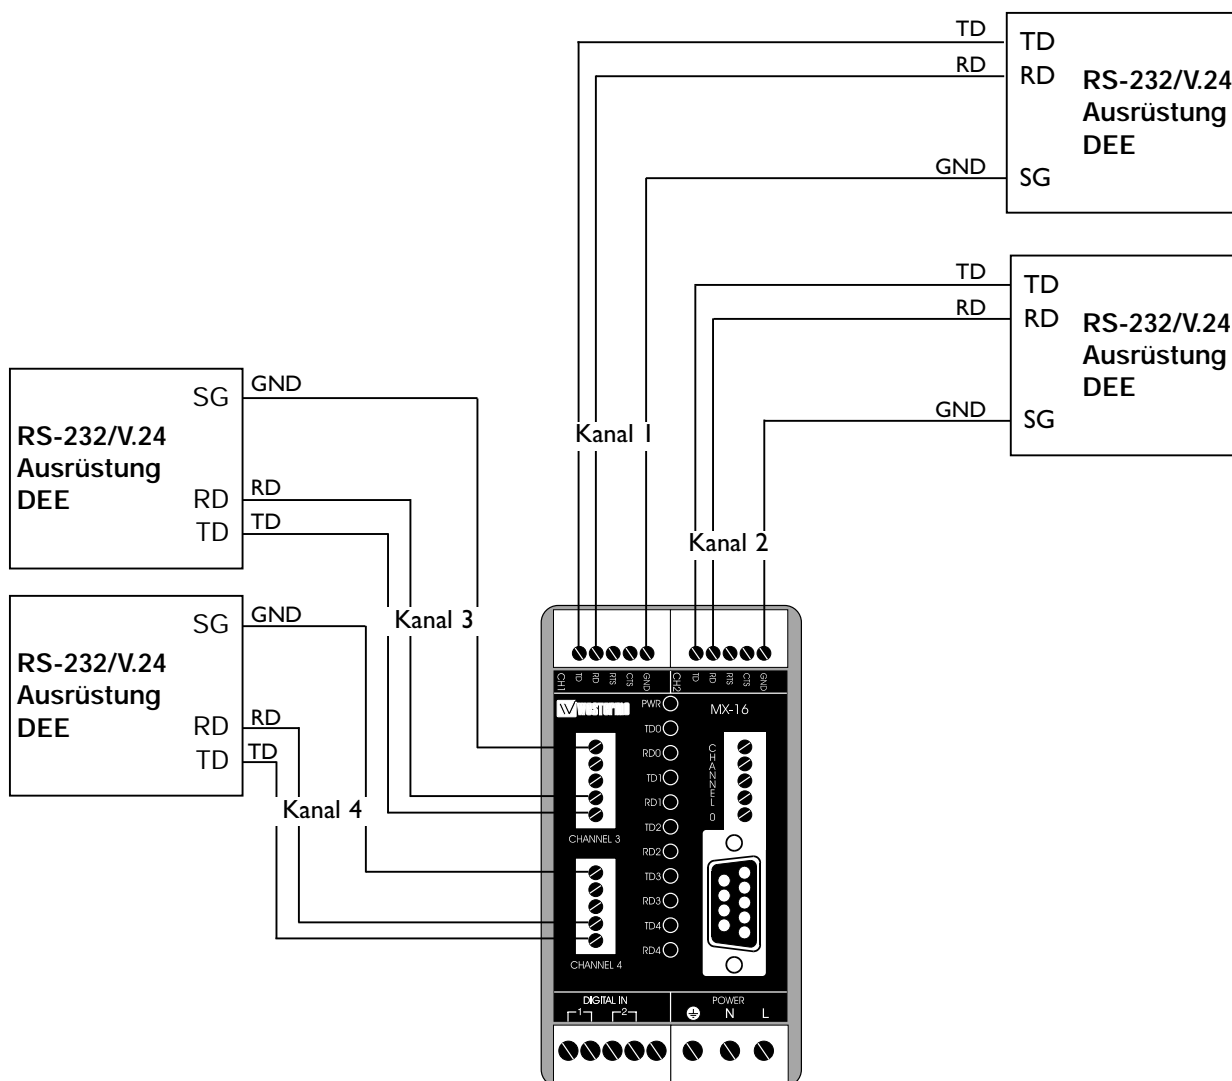 TD
TD
RD
RD
RS-232/V.24
Ausrüstung
DEE
GND
SG
TD
TD
RD
RD
RS-232/V.24
Ausrüstung
DEE
GND
SG
SG
GND
RS-232/V.24
Ausrüstung
DEE
RD
RD
TD
TD
SG
GND
RS-232/V.24
Ausrüstung
DEE
RD
RD
TD
TD
Kanal 1
Kanal 2
Kanal 3
Kanal 4
CH1
TD
RD
RTS
CTS
GND
CH2
TD
RD
RTS
CTS
GND
WESTERMO
PWR
MX-16
TD0
RD0
TD1
RD1
TD2
RD2
TD3
RD3
TD4
RD4
CHANNEL 0
CHANNEL 3
CHANNEL 4
DIGITAL IN
1
2
POWER
N
L